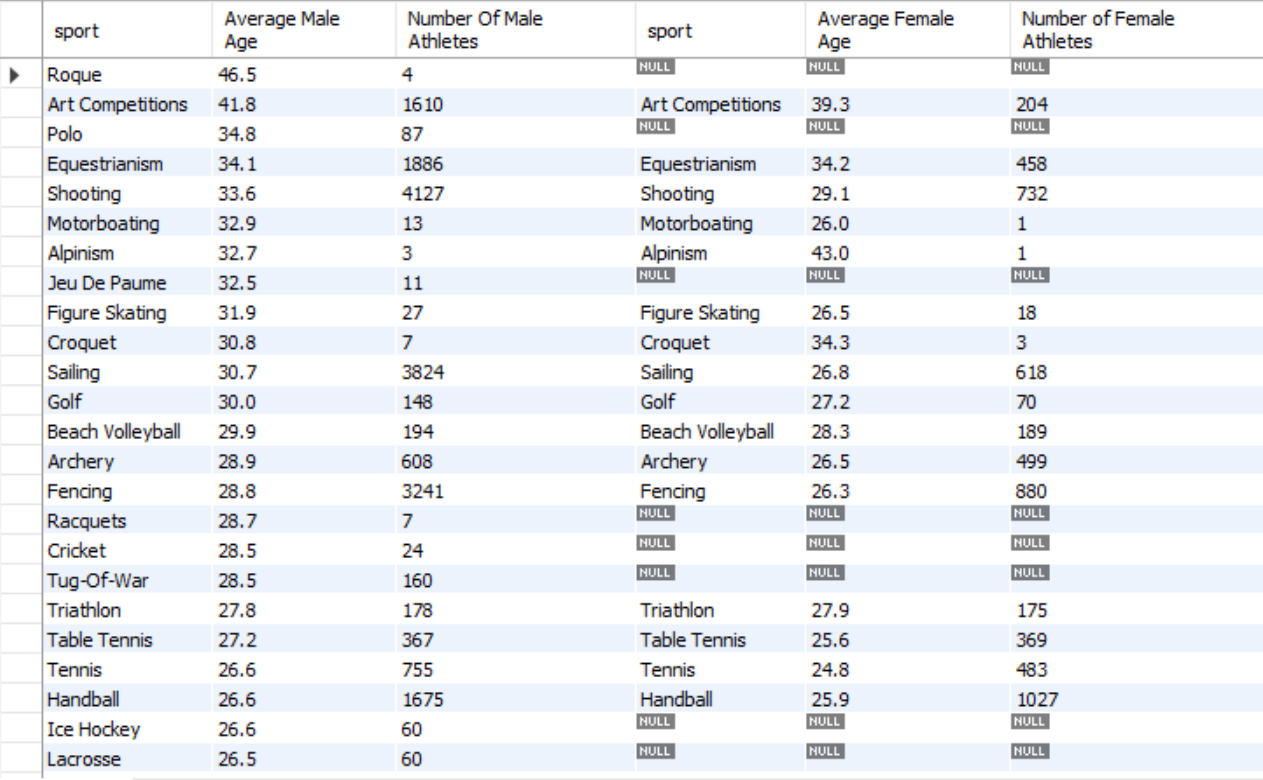 sport Average Male Age Number Of Male Athletes sport Average Female Age Number of Female Athletes
Roque 46.5 4 NULL NULL NULL
Art Competitions 41.8 1610 Art Competitions 39.3 204
Polo 34.8 87 NULL NULL NULL
Equestrianism 34.1 1886 Equestrianism 34.2 458
Shooting 33.6 4127 Shooting 29.1 732
Motorboating 32.9 13 Motorboating 26.0 1
Alpinism 32.7 3 Alpinism 43.0 1
Jeu De Paume 32.5 11 NULL NULL NULL
Figure Skating 31.9 27 Figure Skating 26.5 18
Croquet 30.8 7 Croquet 34.3 3
Sailing 30.7 3824 Sailing 26.8 618
Golf 30.0 148 Golf 27.2 70
Beach Volleyball 29.9 194 Beach Volleyball 28.3 189
Archery 28.9 608 Archery 26.5 499
Fencing 28.8 3241 Fencing 26.3 880
Racquets 28.7 7 NULL NULL NULL
Cricket 28.5 24 NULL NULL NULL
Tug-Of-War 28.5 160 NULL NULL NULL
Triathlon 27.8 178 Triathlon 27.9 175
Table Tennis 27.2 367 Table Tennis 25.6 369
Tennis 26.6 755 Tennis 24.8 483
Handball 26.6 1675 Handball 25.9 1027
Ice Hockey 26.6 60 NULL NULL NULL
Lacrosse 26.5 60 NULL NULL NULL